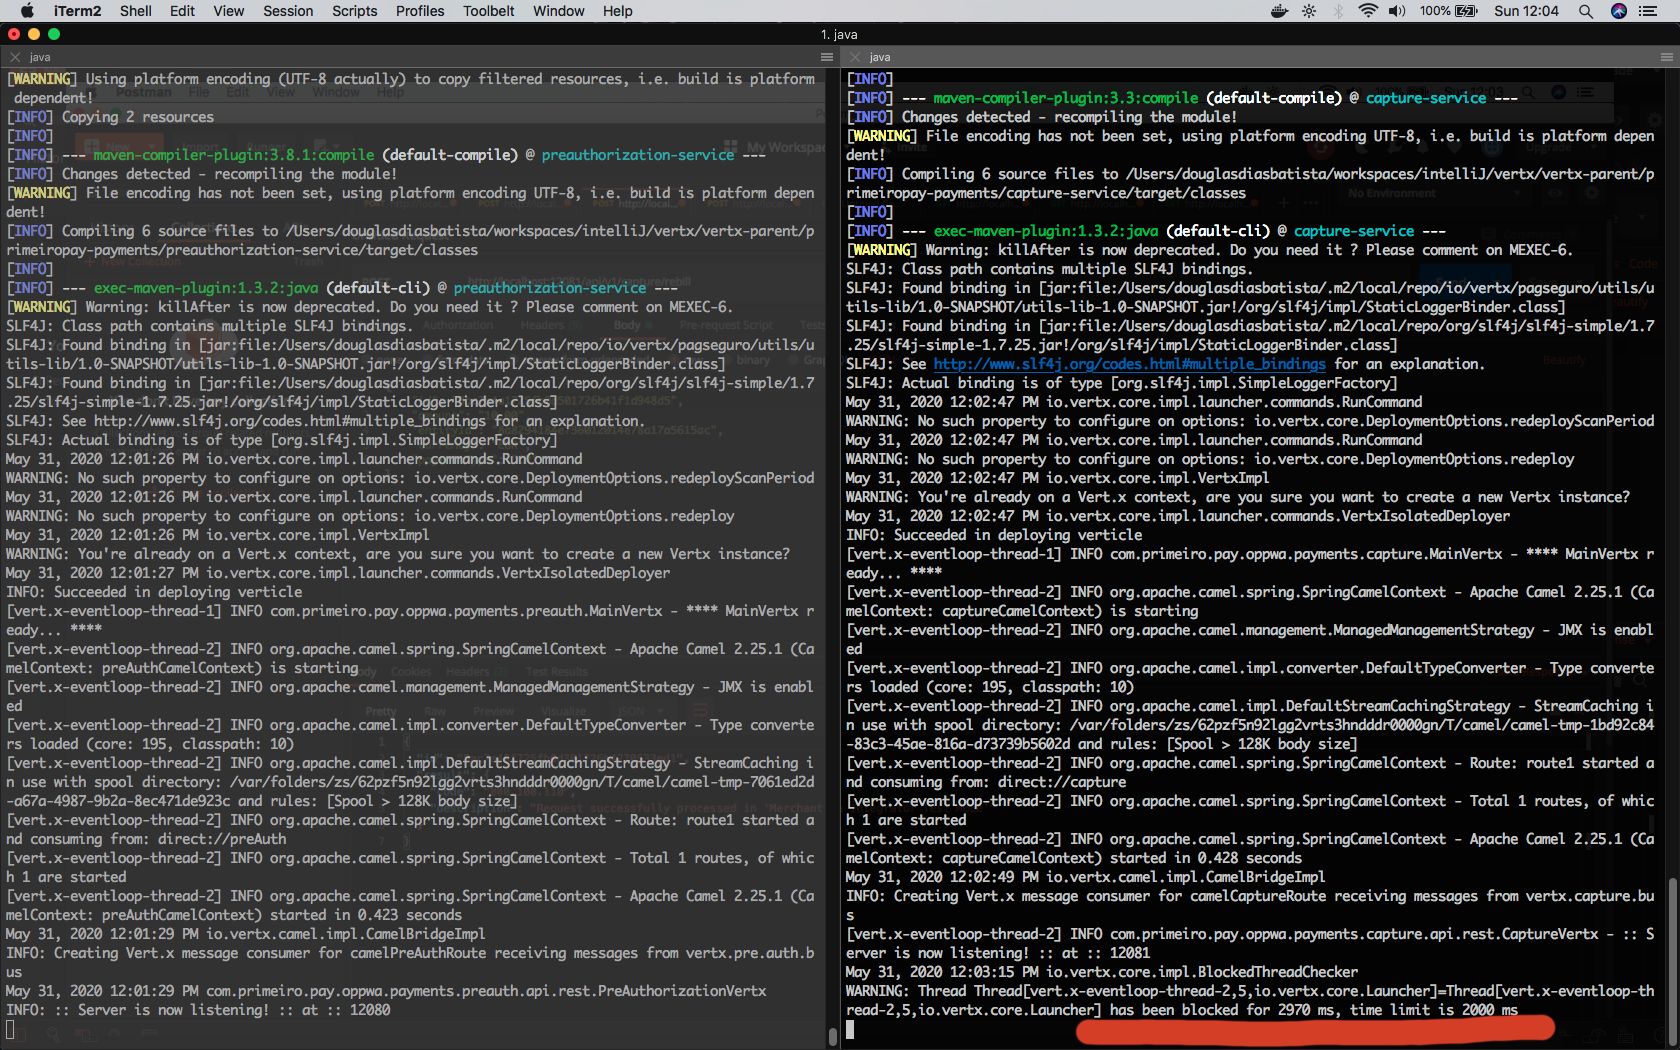 iTerm2 Shell Edit View Session Scripts Profiles Toolbelt Window Help 100% Sun 12:04
1. java
java
[WARNING] Using platform encoding (UTF-8 actually) to copy filtered resources, i.e. build is platform
dependent!
[INFO] Copying 2 resources
[INFO]
[INFO] --- maven-compiler-plugin:3.8.1:compile (default-compile) @ preauthorization-service ---
[INFO] Changes detected - recompiling the module!
[WARNING] File encoding has not been set, using platform encoding UTF-8, i.e. build is platform depen
dent!
[INFO] Compiling 6 source files to /Users/douglasdiasbatista/workspaces/intelliJ/vertx/vertx-parent/p
rimeiropay-payments/preauthorization-service/target/classes
[INFO]
[INFO] --- exec-maven-plugin:1.3.2:java (default-cli) @ preauthorization-service ---
[WARNING] Warning: killAfter is now deprecated. Do you need it ? Please comment on MEXEC-6.
SLF4J: Class path contains multiple SLF4J bindings.
SLF4J: Found binding in [jar:file:/Users/douglasdiasbatista/.m2/local/repo/io/vertx/pagseguro/utils/u
tils-lib/1.0-SNAPSHOT/utils-lib-1.0-SNAPSHOT.jar!/org/slf4j/impl/StaticLoggerBinder.class]
SLF4J: Found binding in [jar:file:/Users/douglasdiasbatista/.m2/local/repo/org/slf4j/slf4j-simple/1.7
.25/slf4j-simple-1.7.25.jar!/org/slf4j/impl/StaticLoggerBinder.class]
SLF4J: See http://www.slf4j.org/codes.html#multiple_bindings for an explanation.
SLF4J: Actual binding is of type [org.slf4j.impl.SimpleLoggerFactory]
May 31, 2020 12:01:26 PM io.vertx.core.impl.launcher.commands.RunCommand
WARNING: No such property to configure on options: io.vertx.core.DeploymentOptions.redeployScanPeriod
May 31, 2020 12:01:26 PM io.vertx.core.impl.launcher.commands.RunCommand
WARNING: No such property to configure on options: io.vertx.core.DeploymentOptions.redeploy
May 31, 2020 12:01:26 PM io.vertx.core.impl.VertxImpl
WARNING: You're already on a Vert.x context, are you sure you want to create a new Vertx instance?
May 31, 2020 12:01:27 PM io.vertx.core.impl.launcher.commands.VertxIsolatedDeployer
INFO: Succeeded in deploying verticle
[vert.x-eventloop-thread-1] INFO com.primeiro.pay.oppwa.payments.preauth.MainVertx - **** MainVertx r
eady... ****
[vert.x-eventloop-thread-2] INFO org.apache.camel.spring.SpringCamelContext - Apache Camel 2.25.1 (Ca
melContext: preAuthCamelContext) is starting
[vert.x-eventloop-thread-2] INFO org.apache.camel.management.ManagedManagementStrategy - JMX is enabl
ed
[vert.x-eventloop-thread-2] INFO org.apache.camel.impl.converter.DefaultTypeConverter - Type converte
rs loaded (core: 195, classpath: 10)
[vert.x-eventloop-thread-2] INFO org.apache.camel.impl.DefaultStreamCachingStrategy - StreamCaching i
n use with spool directory: /var/folders/zs/62pzf5n92lgg2vrts3hndddr0000gn/T/camel/camel-tmp-7061ed2d
-a67a-4987-9b2a-8ec471de923c and rules: [Spool > 128K body size]
[vert.x-eventloop-thread-2] INFO org.apache.camel.spring.SpringCamelContext - Route: route1 started a
nd consuming from: direct://preAuth
[vert.x-eventloop-thread-2] INFO org.apache.camel.spring.SpringCamelContext - Total 1 routes, of whic
h 1 are started
[vert.x-eventloop-thread-2] INFO org.apache.camel.spring.SpringCamelContext - Apache Camel 2.25.1 (Ca
melContext: preAuthCamelContext) started in 0.423 seconds
May 31, 2020 12:01:29 PM io.vertx.camel.impl.CamelBridgeImpl
INFO: Creating Vert.x message consumer for camelPreAuthRoute receiving messages from vertx.pre.auth.b
us
May 31, 2020 12:01:29 PM com.primeiro.pay.oppwa.payments.preauth.api.rest.PreAuthorizationVertx
INFO: :: Server is now listening! :: at :: 12080
java
[INFO]
[INFO] --- maven-compiler-plugin:3.3:compile (default-compile) @ capture-service ---
[INFO] Changes detected - recompiling the module!
[WARNING] File encoding has not been set, using platform encoding UTF-8, i.e. build is platform depen
dent!
[INFO] Compiling 6 source files to /Users/douglasdiasbatista/workspaces/intelliJ/vertx/vertx-parent/p
rimeiropay-payments/capture-service/target/classes
[INFO]
[INFO] --- exec-maven-plugin:1.3.2:java (default-cli) @ capture-service ---
[WARNING] Warning: killAfter is now deprecated. Do you need it ? Please comment on MEXEC-6.
SLF4J: Class path contains multiple SLF4J bindings.
SLF4J: Found binding in [jar:file:/Users/douglasdiasbatista/.m2/local/repo/io/vertx/pagseguro/utils/u
tils-lib/1.0-SNAPSHOT/utils-lib-1.0-SNAPSHOT.jar!/org/slf4j/impl/StaticLoggerBinder.class]
SLF4J: Found binding in [jar:file:/Users/douglasdiasbatista/.m2/local/repo/org/slf4j/slf4j-simple/1.7
.25/slf4j-simple-1.7.25.jar!/org/slf4j/impl/StaticLoggerBinder.class]
SLF4J: See http://www.slf4j.org/codes.html#multiple_bindings for an explanation.
SLF4J: Actual binding is of type [org.slf4j.impl.SimpleLoggerFactory]
May 31, 2020 12:02:47 PM io.vertx.core.impl.launcher.commands.RunCommand
WARNING: No such property to configure on options: io.vertx.core.DeploymentOptions.redeployScanPeriod
May 31, 2020 12:02:47 PM io.vertx.core.impl.launcher.commands.RunCommand
WARNING: No such property to configure on options: io.vertx.core.DeploymentOptions.redeploy
May 31, 2020 12:02:47 PM io.vertx.core.impl.VertxImpl
WARNING: You're already on a Vert.x context, are you sure you want to create a new Vertx instance?
May 31, 2020 12:02:47 PM io.vertx.core.impl.launcher.commands.VertxIsolatedDeployer
INFO: Succeeded in deploying verticle
[vert.x-eventloop-thread-1] INFO com.primeiro.pay.oppwa.payments.capture.MainVertx - **** MainVertx r
eady... ****
[vert.x-eventloop-thread-2] INFO org.apache.camel.spring.SpringCamelContext - Apache Camel 2.25.1 (Ca
melContext: captureCamelContext) is starting
[vert.x-eventloop-thread-2] INFO org.apache.camel.management.ManagedManagementStrategy - JMX is enabl
ed
[vert.x-eventloop-thread-2] INFO org.apache.camel.impl.converter.DefaultTypeConverter - Type converte
rs loaded (core: 195, classpath: 10)
[vert.x-eventloop-thread-2] INFO org.apache.camel.impl.DefaultStreamCachingStrategy - StreamCaching i
n use with spool directory: /var/folders/zs/62pzf5n92lgg2vrts3hndddr0000gn/T/camel/camel-tmp-1bd92c84
-83c3-45ae-816a-d73739b5602d and rules: [Spool > 128K body size]
[vert.x-eventloop-thread-2] INFO org.apache.camel.spring.SpringCamelContext - Route: route1 started a
nd consuming from: direct://capture
[vert.x-eventloop-thread-2] INFO org.apache.camel.spring.SpringCamelContext - Total 1 routes, of whic
h 1 are started
[vert.x-eventloop-thread-2] INFO org.apache.camel.spring.SpringCamelContext - Apache Camel 2.25.1 (Ca
melContext: captureCamelContext) started in 0.428 seconds
May 31, 2020 12:02:49 PM io.vertx.camel.impl.CamelBridgeImpl
INFO: Creating Vert.x message consumer for camelCaptureRoute receiving messages from vertx.capture.bu
s
[vert.x-eventloop-thread-2] INFO com.primeiro.pay.oppwa.payments.capture.api.rest.CaptureVertx - :: S
erver is now listening! :: at :: 12081
May 31, 2020 12:03:15 PM io.vertx.core.impl.BlockedThreadChecker
WARNING: Thread Thread[vert.x-eventloop-thread-2,5,io.vertx.core.Launcher]=Thread[vert.x-eventloop-th
read-2,5,io.vertx.core.Launcher] has been blocked for 2970 ms, time limit is 2000 ms